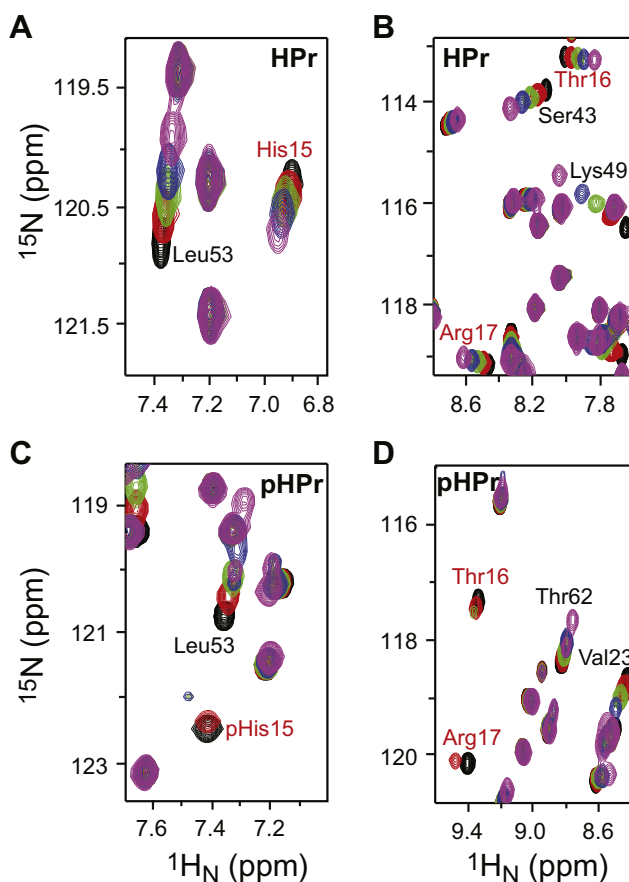 A
HPr
119.5
120.5
121.5
¹⁵N (ppm)
His15
Leu53
7.4 7.2 7.0 6.8
B
HPr
114
116
118
Thr16
Ser43
Lys49
Arg17
8.6 8.2 7.8
C
pHPr
119
121
123
¹⁵N (ppm)
Leu53
pHis15
7.6 7.4 7.2
¹H_N (ppm)
D
pHPr
116
118
120
Thr16
Thr62
Val23
Arg17
9.4 9.0 8.6
¹H_N (ppm)